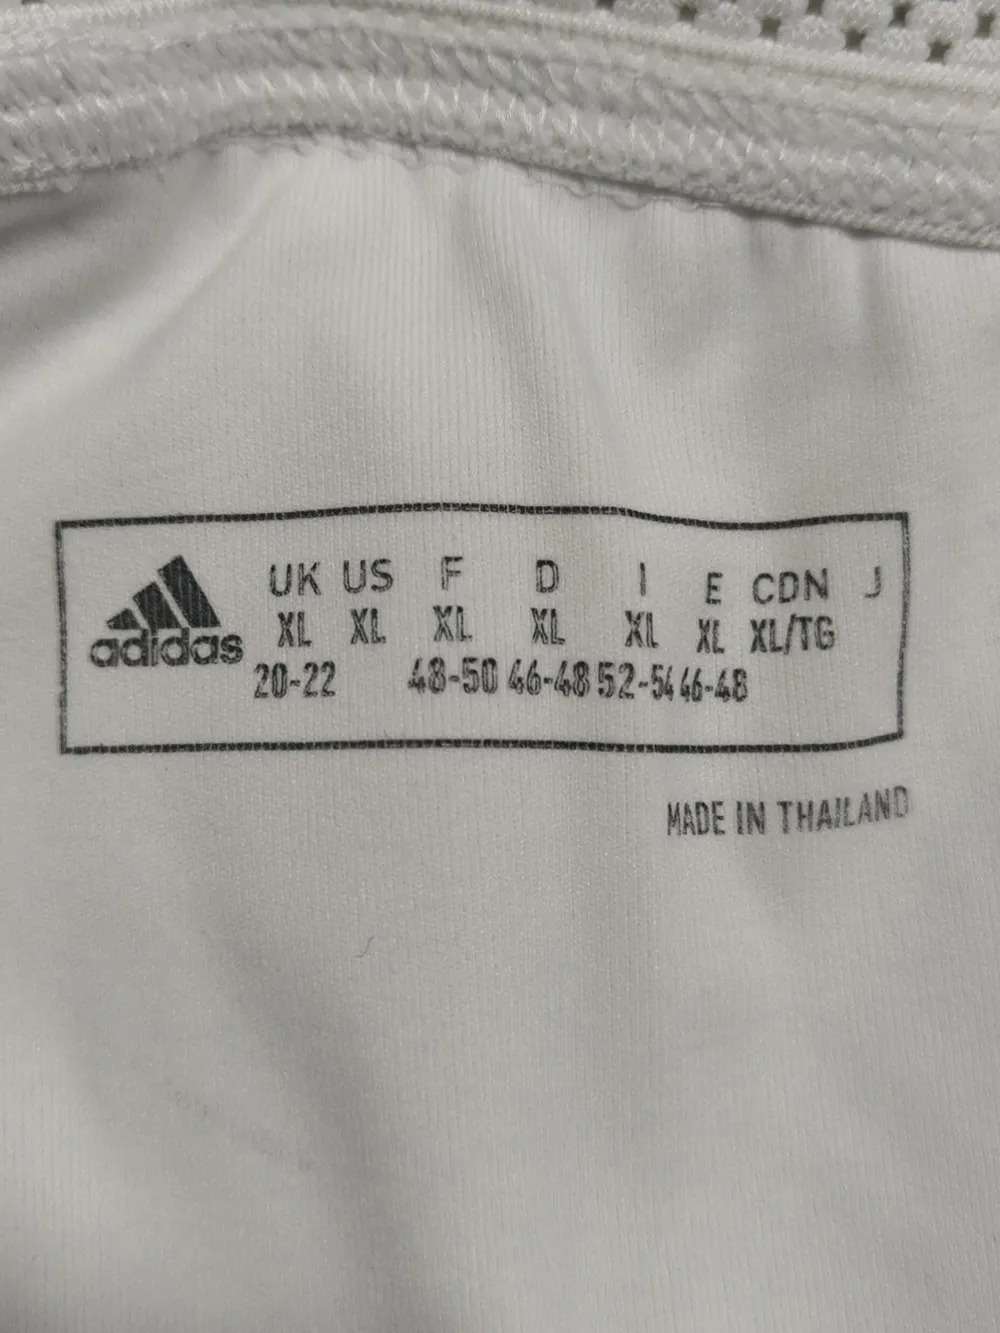 adidas
UK US F D I E CDN J
XL XL XL XL XL XL XL/TG
20-22 48-50 46-48 52-54 46-48
MADE IN THAILAND